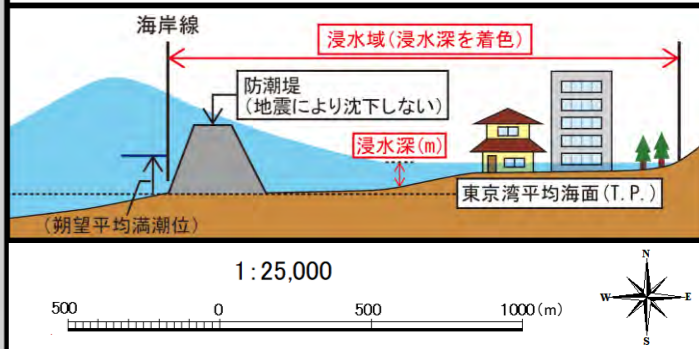 海岸線
浸水域(浸水深を着色)
防潮堤
(地震により沈下しない)
浸水深(m)
東京湾平均海面(T.P.)
(朔望平均満潮位)
1:25,000
500 0 500 1000(m)
N
W E
S